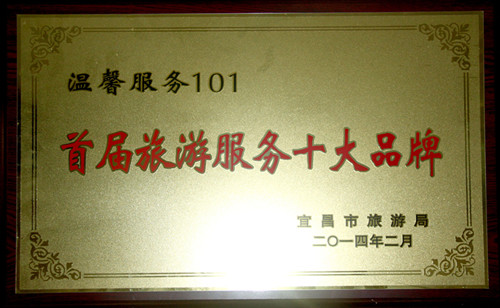 温馨服务101
首届旅游服务十大品牌
宜昌市旅游局
二〇一四年二月